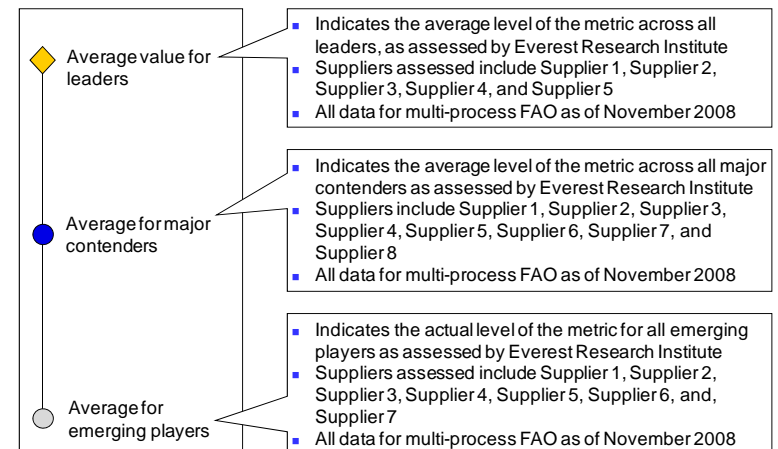 Average value for
leaders
Indicates the average level of the metric across all
leaders, as assessed by Everest Research Institute
Suppliers assessed include Supplier 1, Supplier 2,
Supplier 3, Supplier 4, and Supplier 5
All data for multi-process FAO as of November 2008
Average for major
contenders
Indicates the average level of the metric across all major
contenders as assessed by Everest Research Institute
Suppliers include Supplier 1, Supplier 2, Supplier 3,
Supplier 4, Supplier 5, Supplier 6, Supplier 7, and
Supplier 8
All data for multi-process FAO as of November 2008
Average for
emerging players
Indicates the actual level of the metric for all emerging
players as assessed by Everest Research Institute
Suppliers assessed include Supplier 1, Supplier 2,
Supplier 3, Supplier 4, Supplier 5, Supplier 6, and,
Supplier 7
All data for multi-process FAO as of November 2008